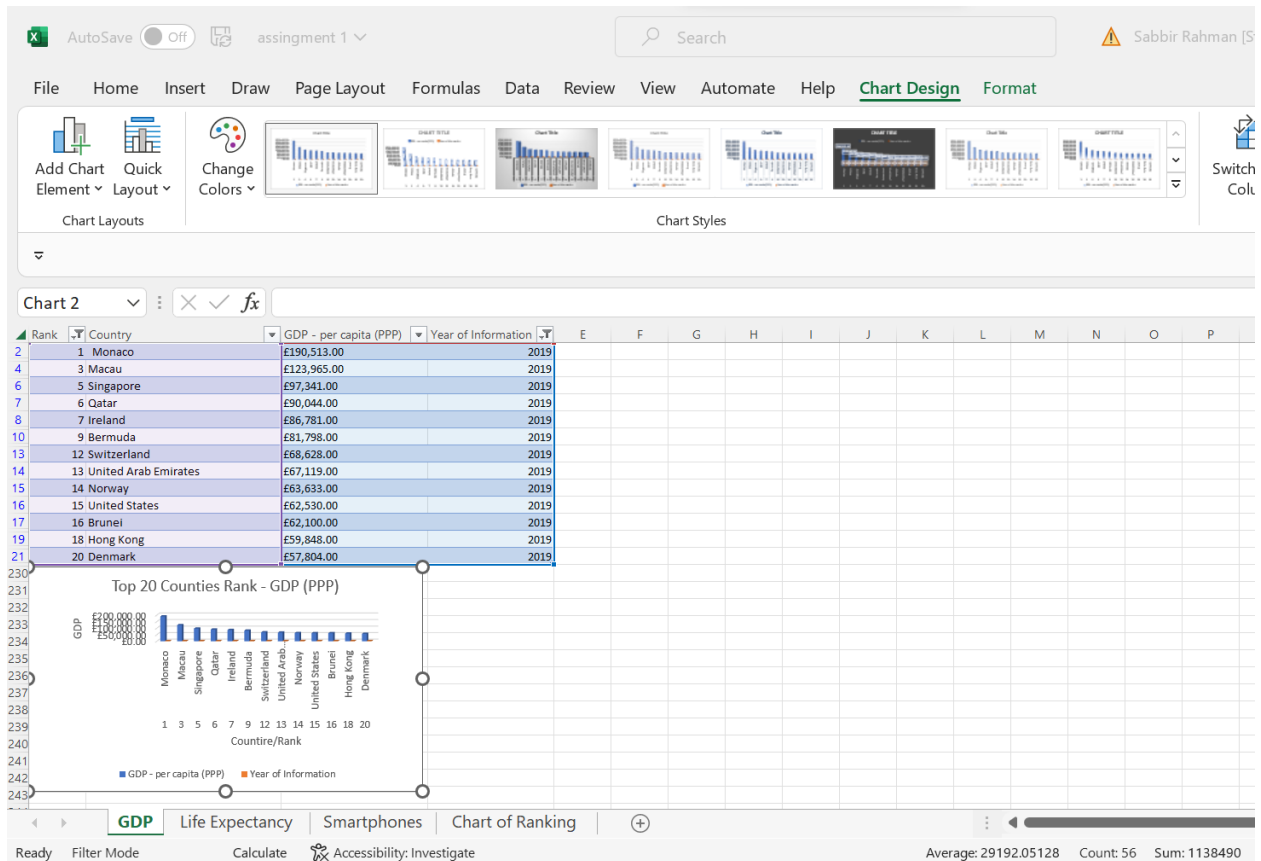 AutoSave Off assingment 1 Search Sabbir Rahman [S
File Home Insert Draw Page Layout Formulas Data Review View Automate Help Chart Design Format
Add Chart Element Quick Layout Change Colors Switch
Chart Layouts Chart Styles
Chart 2 fx
Rank Country GDP - per capita (PPP) Year of Information E F G H I J K L M N O P
2 1 Monaco £190,513.00 2019
4 3 Macau £123,965.00 2019
6 5 Singapore £97,341.00 2019
7 6 Qatar £90,044.00 2019
8 7 Ireland £86,781.00 2019
10 9 Bermuda £81,798.00 2019
13 12 Switzerland £68,628.00 2019
14 13 United Arab Emirates £67,119.00 2019
15 14 Norway £63,633.00 2019
16 15 United States £62,530.00 2019
17 16 Brunei £62,100.00 2019
19 18 Hong Kong £59,848.00 2019
21 20 Denmark £57,804.00 2019
230
231
232
233
234
235
236
237
238
239
240
241
242
243
Top 20 Counties Rank - GDP (PPP)
GDP
£200,000.00
£150,000.00
£100,000.00
£50,000.00
£0.00
Monaco Macau Singapore Qatar Ireland Bermuda Switzerland United Arab... Norway United States Brunei Hong Kong Denmark
1 3 5 6 7 9 12 13 14 15 16 18 20
Countire/Rank
GDP - per capita (PPP) Year of Information
GDP Life Expectancy Smartphones Chart of Ranking
Ready Filter Mode Calculate Accessibility: Investigate Average: 29192.05128 Count: 56 Sum: 1138490